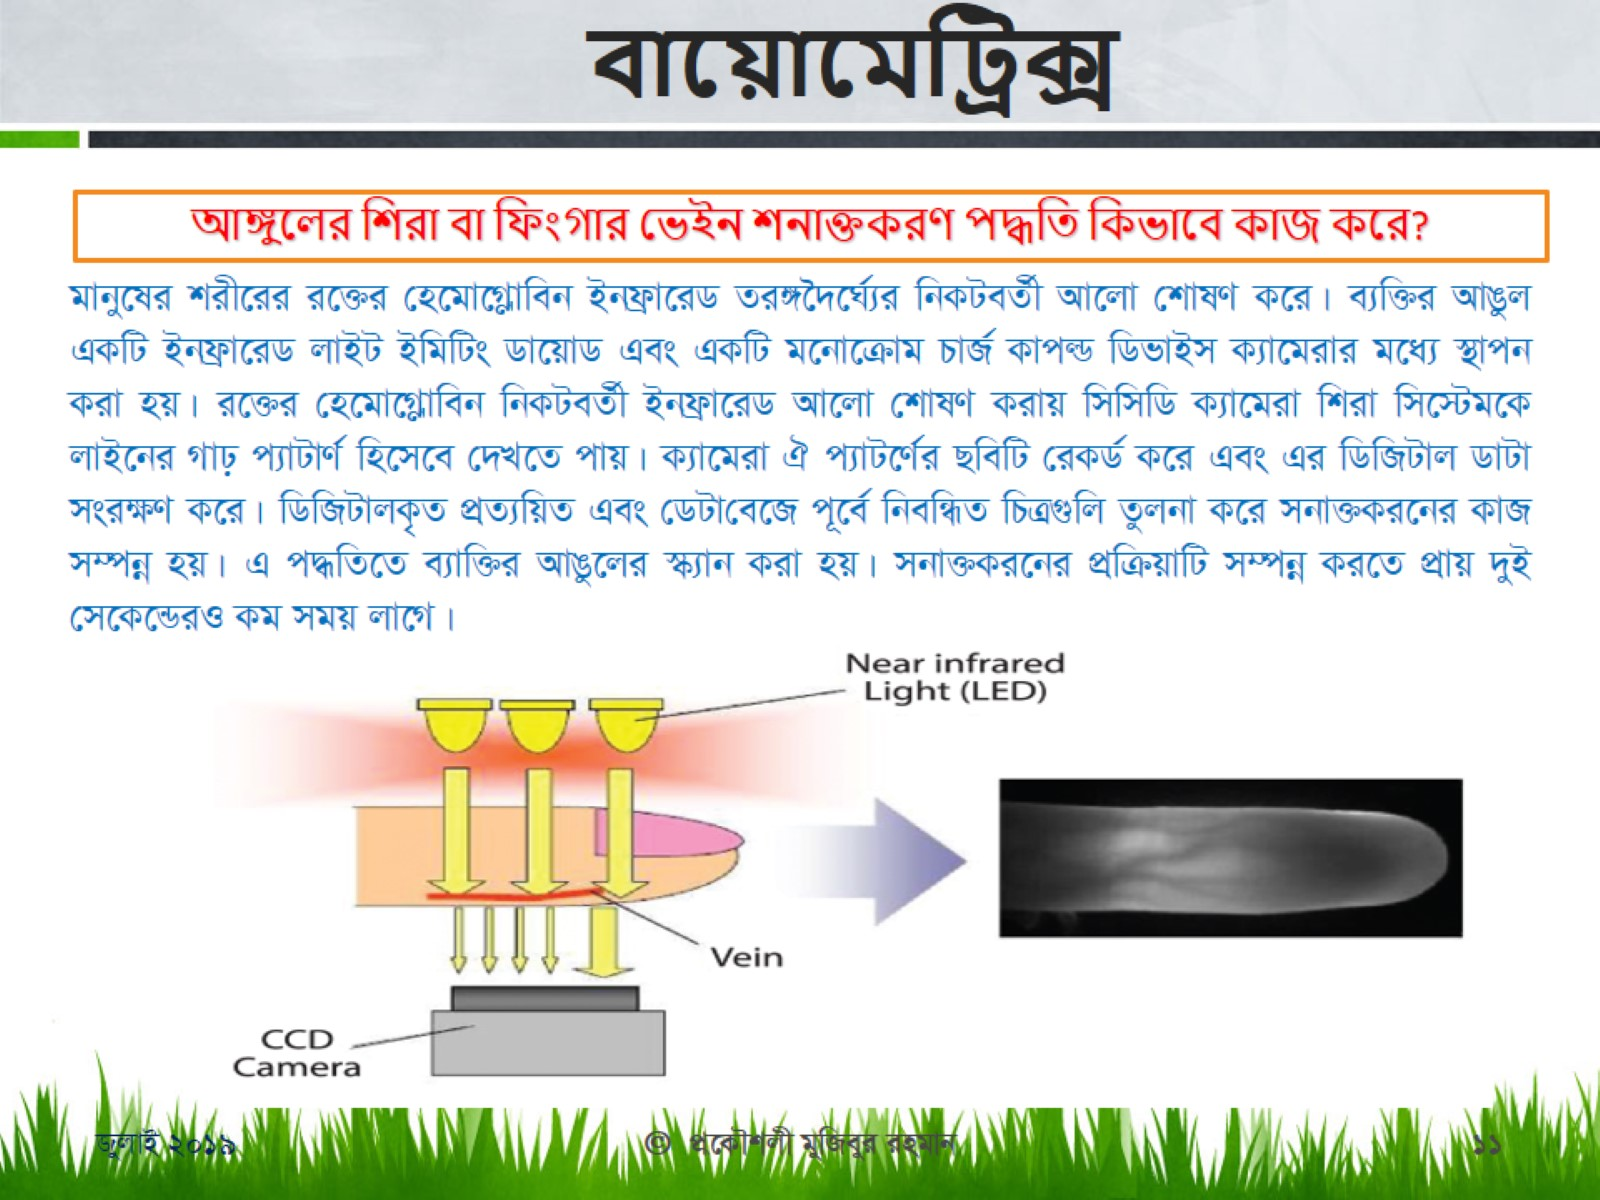 বায়োমেট্রিক্স
আঙ্গুলের শিরা বা ফিংগার ভেইন শনাক্তকরণ পদ্ধতি কিভাবে কাজ করে?
মানুষের শরীরের রক্তের হেমোগ্লোবিন ইনফ্রারেড তরঙ্গদৈর্ঘ্যের নিকটবর্তী আলো শোষণ করে। ব্যক্তির আঙুল
একটি ইনফ্রারেড লাইট ইমিটিং ডায়োড এবং একটি মনোক্রোম চার্জ কাপল্ড ডিভাইস ক্যামেরার মধ্যে স্থাপন
করা হয়। রক্তের হেমোগ্লোবিন নিকটবর্তী ইনফ্রারেড আলো শোষণ করায় সিসিডি ক্যামেরা শিরা সিস্টেমকে
লাইনের গাঢ় প্যাটার্ণ হিসেবে দেখতে পায়। ক্যামেরা ঐ প্যাটর্ণের ছবিটি রেকর্ড করে এবং এর ডিজিটাল ডাটা
সংরক্ষণ করে। ডিজিটালকৃত প্রত্যয়িত এবং ডেটাবেজে পূর্বে নিবন্ধিত চিত্রগুলি তুলনা করে সনাক্তকরনের কাজ
সম্পন্ন হয়। এ পদ্ধতিতে ব্যাক্তির আঙুলের স্ক্যান করা হয়। সনাক্তকরনের প্রক্রিয়াটি সম্পন্ন করতে প্রায় দুই
সেকেন্ডেরও কম সময় লাগে।
Near infrared
Light (LED)
Vein
CCD
Camera
জুলাই ২০১৯
© প্রকৌশলী মুজিবুর রহমান
১১